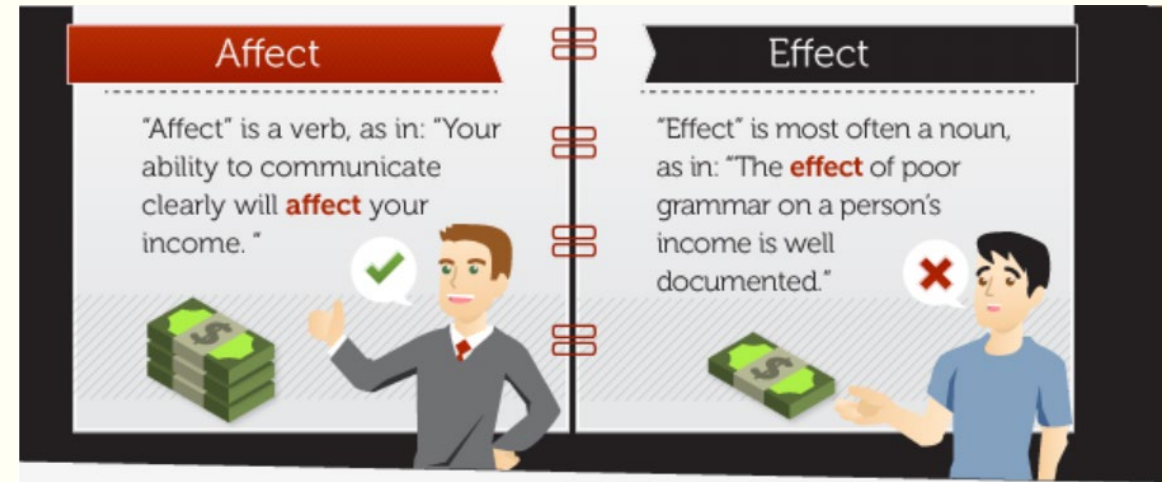 Affect
"Affect" is a verb, as in: "Your
ability to communicate
clearly will affect your
income. "
Effect
"Effect" is most often a noun,
as in: "The effect of poor
grammar on a person's
income is well
documented."